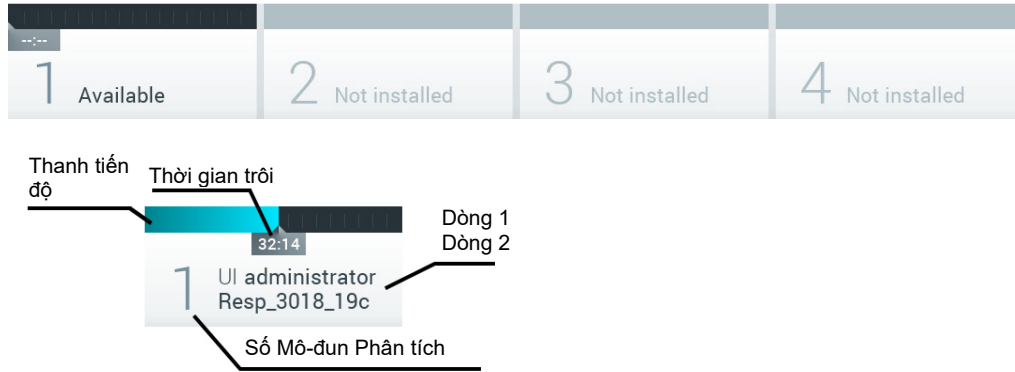 --:--
1 Available
2 Not installed
3 Not installed
4 Not installed
Thanh tiến
độ
Thời gian trôi
Dòng 1
Dòng 2
32:14
1
UI administrator
Resp_3018_19c
Số Mô-đun Phân tích